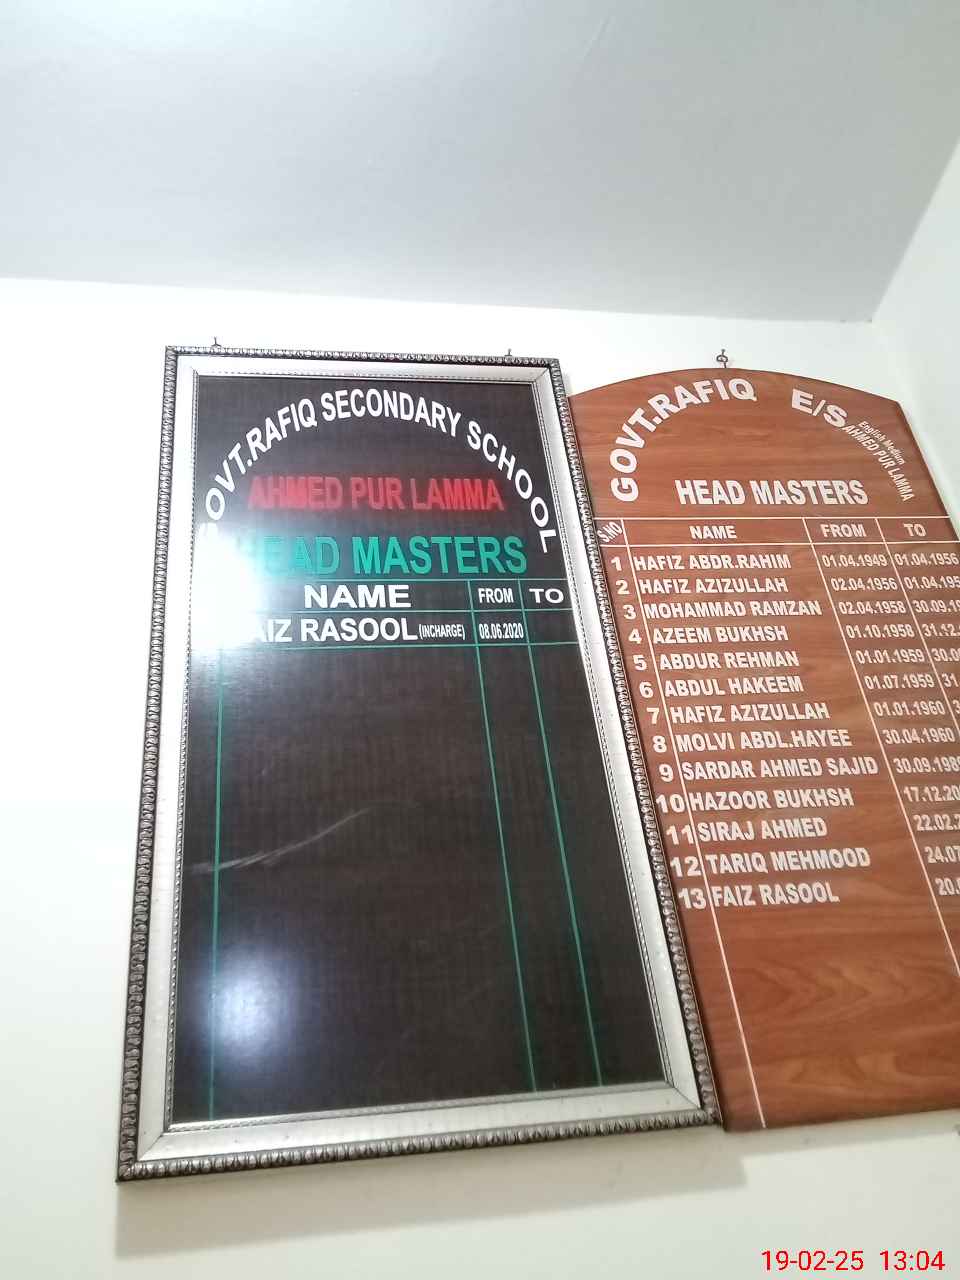 GOVT.RAFIQ SECONDARY SCHOOL
AHMED PUR LAMMA
HEAD MASTERS
NAME FROM TO
FAIZ RASOOL (INCHARGE) 08.06.2020
GOVT.RAFIQ E/S
English Medium
AHMED PUR LAMMA
HEAD MASTERS
S.NO NAME FROM TO
1 HAFIZ ABDR.RAHIM 01.04.1949 01.04.1956
2 HAFIZ AZIZULLAH 02.04.1956
3 MOHAMMAD RAMZAN 02.04.1958
4 AZEEM BUKHSH 01.10.1958
5 ABDUR REHMAN 01.01.1959
6 ABDUL HAKEEM 01.07.1959
7 HAFIZ AZIZULLAH 01.01.1960
8 MOLVI ABDL.HAYEE 30.04.1960
9 SARDAR AHMED SAJID
10 HAZOOR BUKHSH
11 SIRAJ AHMED
12 TARIQ MEHMOOD
13 FAIZ RASOOL
19-02-25 13:04